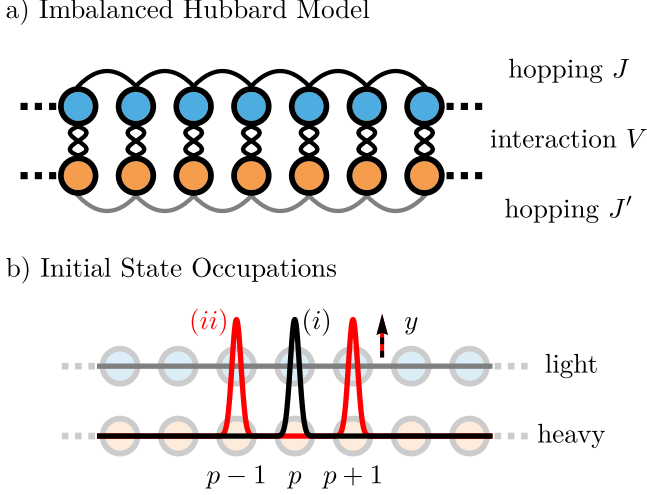 a) Imbalanced Hubbard Model
hopping J
interaction V
hopping J′
b) Initial State Occupations
(ii) (i) y
light
heavy
p − 1 p p + 1